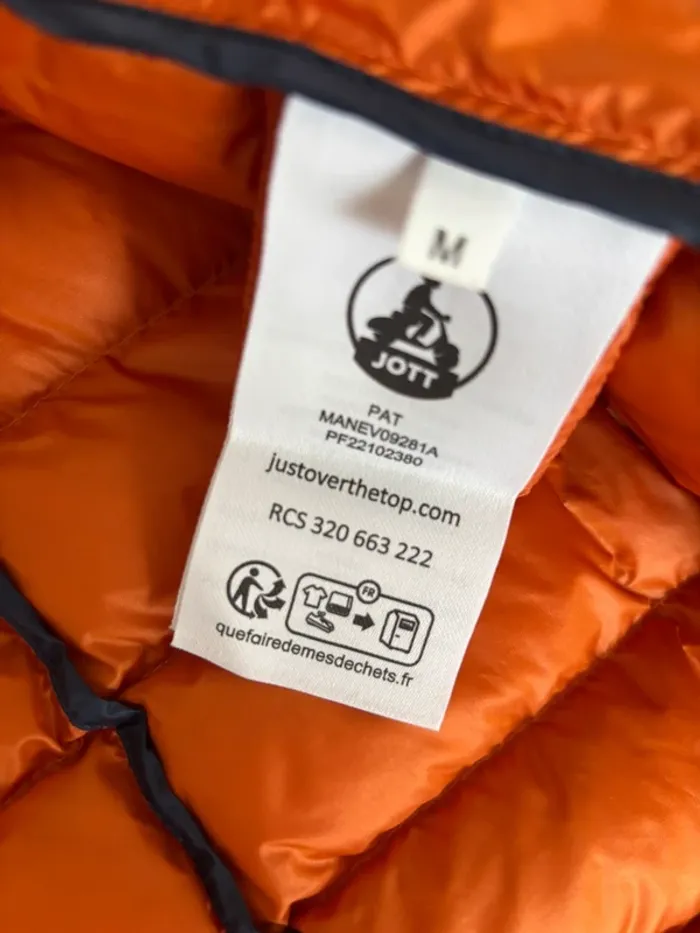 M
JOTT
PAT
MANEV09281A
PF22102380
justoverthetop.com
RCS 320 663 222
FR
quefairedemesdechets.fr